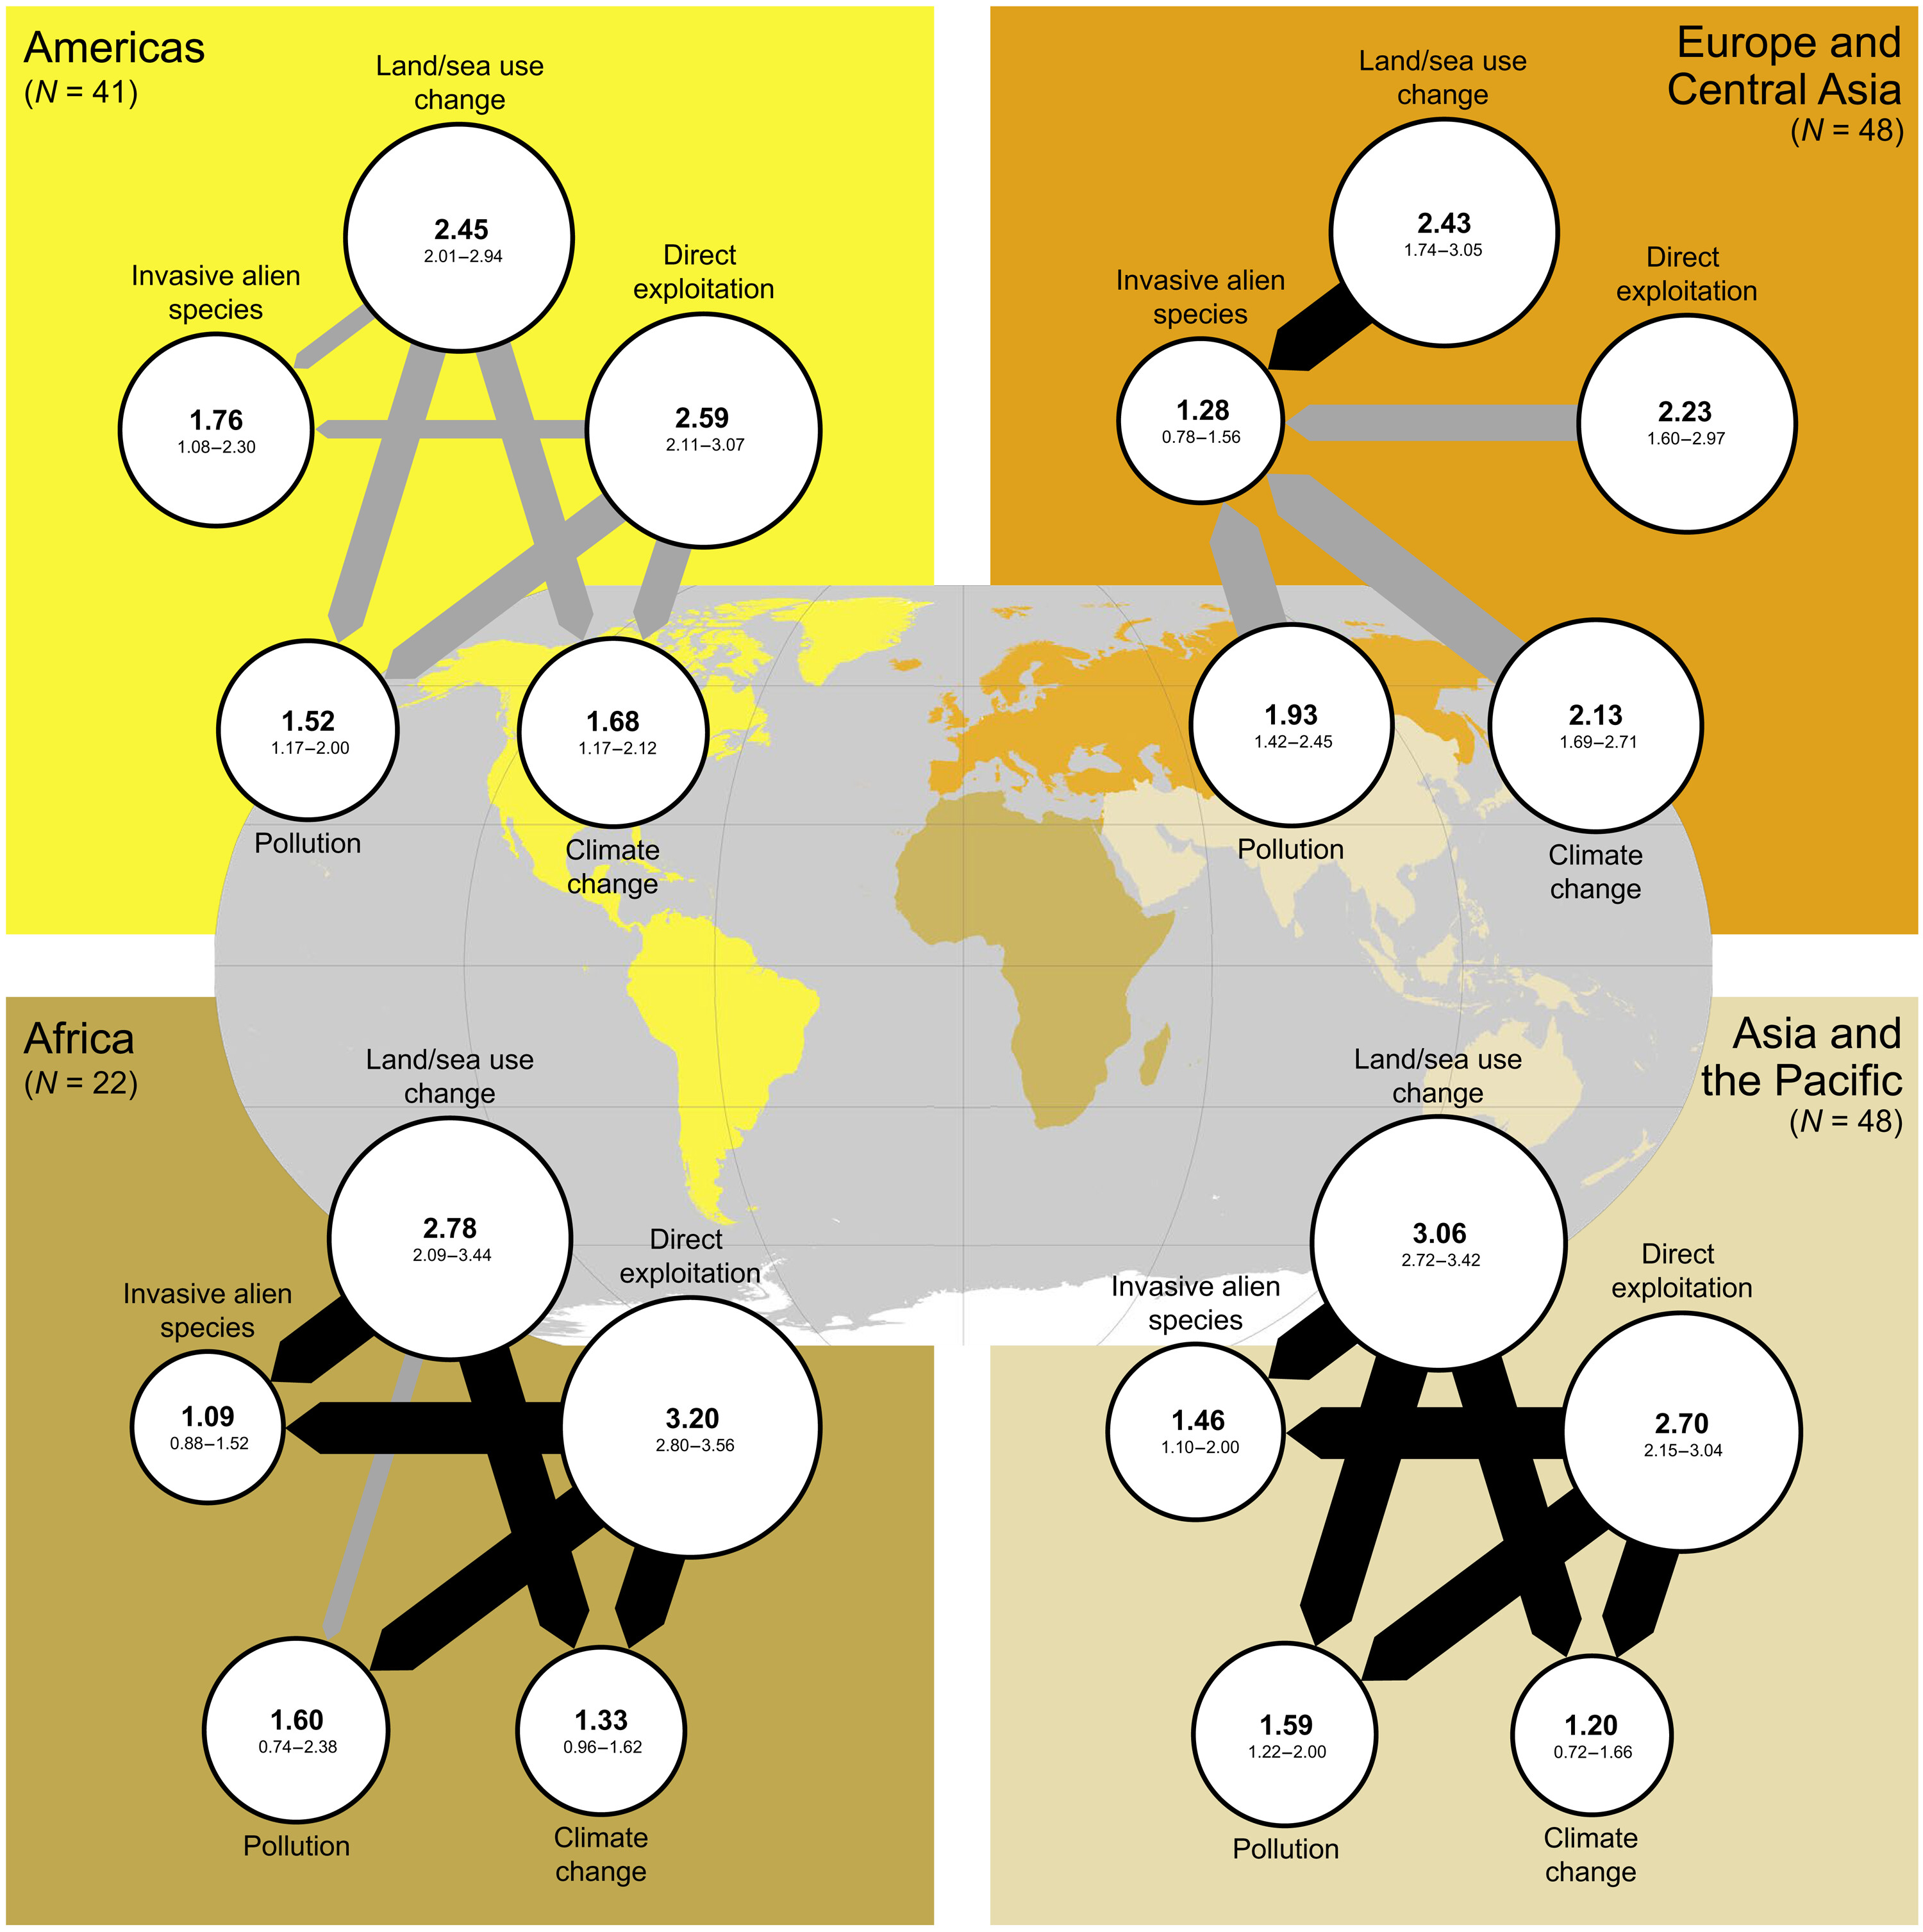 Americas
(N = 41)
Land/sea use
change
2.45
2.01–2.94
Direct
exploitation
2.59
2.11–3.07
Invasive alien
species
1.76
1.08–2.30
1.52
1.17–2.00
Pollution
1.68
1.17–2.12
Climate
change
Europe and
Central Asia
(N = 48)
Land/sea use
change
2.43
1.74–3.05
Direct
exploitation
2.23
1.60–2.97
Invasive alien
species
1.28
0.78–1.56
1.93
1.42–2.45
Pollution
2.13
1.69–2.71
Climate
change
Africa
(N = 22)
Land/sea use
change
2.78
2.09–3.44
Direct
exploitation
3.20
2.80–3.56
Invasive alien
species
1.09
0.88–1.52
1.60
0.74–2.38
Pollution
1.33
0.96–1.62
Climate
change
Asia and
the Pacific
(N = 48)
Land/sea use
change
3.06
2.72–3.42
Direct
exploitation
2.70
2.15–3.04
Invasive alien
species
1.46
1.10–2.00
1.59
1.22–2.00
Pollution
1.20
0.72–1.66
Climate
change